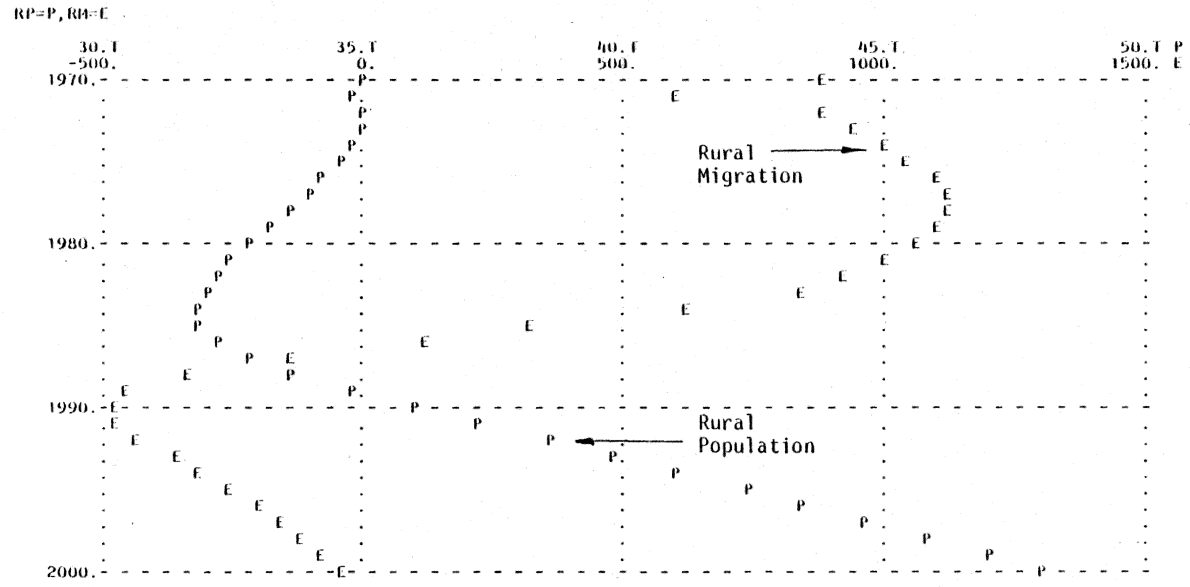 RP=P,RM=E
30.T 35.T 40.T 45.T. 50.T P
-500. 0. 500. 1000. 1500. E
1970.
Rural
Migration
1980.
1990.
Rural
Population
2000.